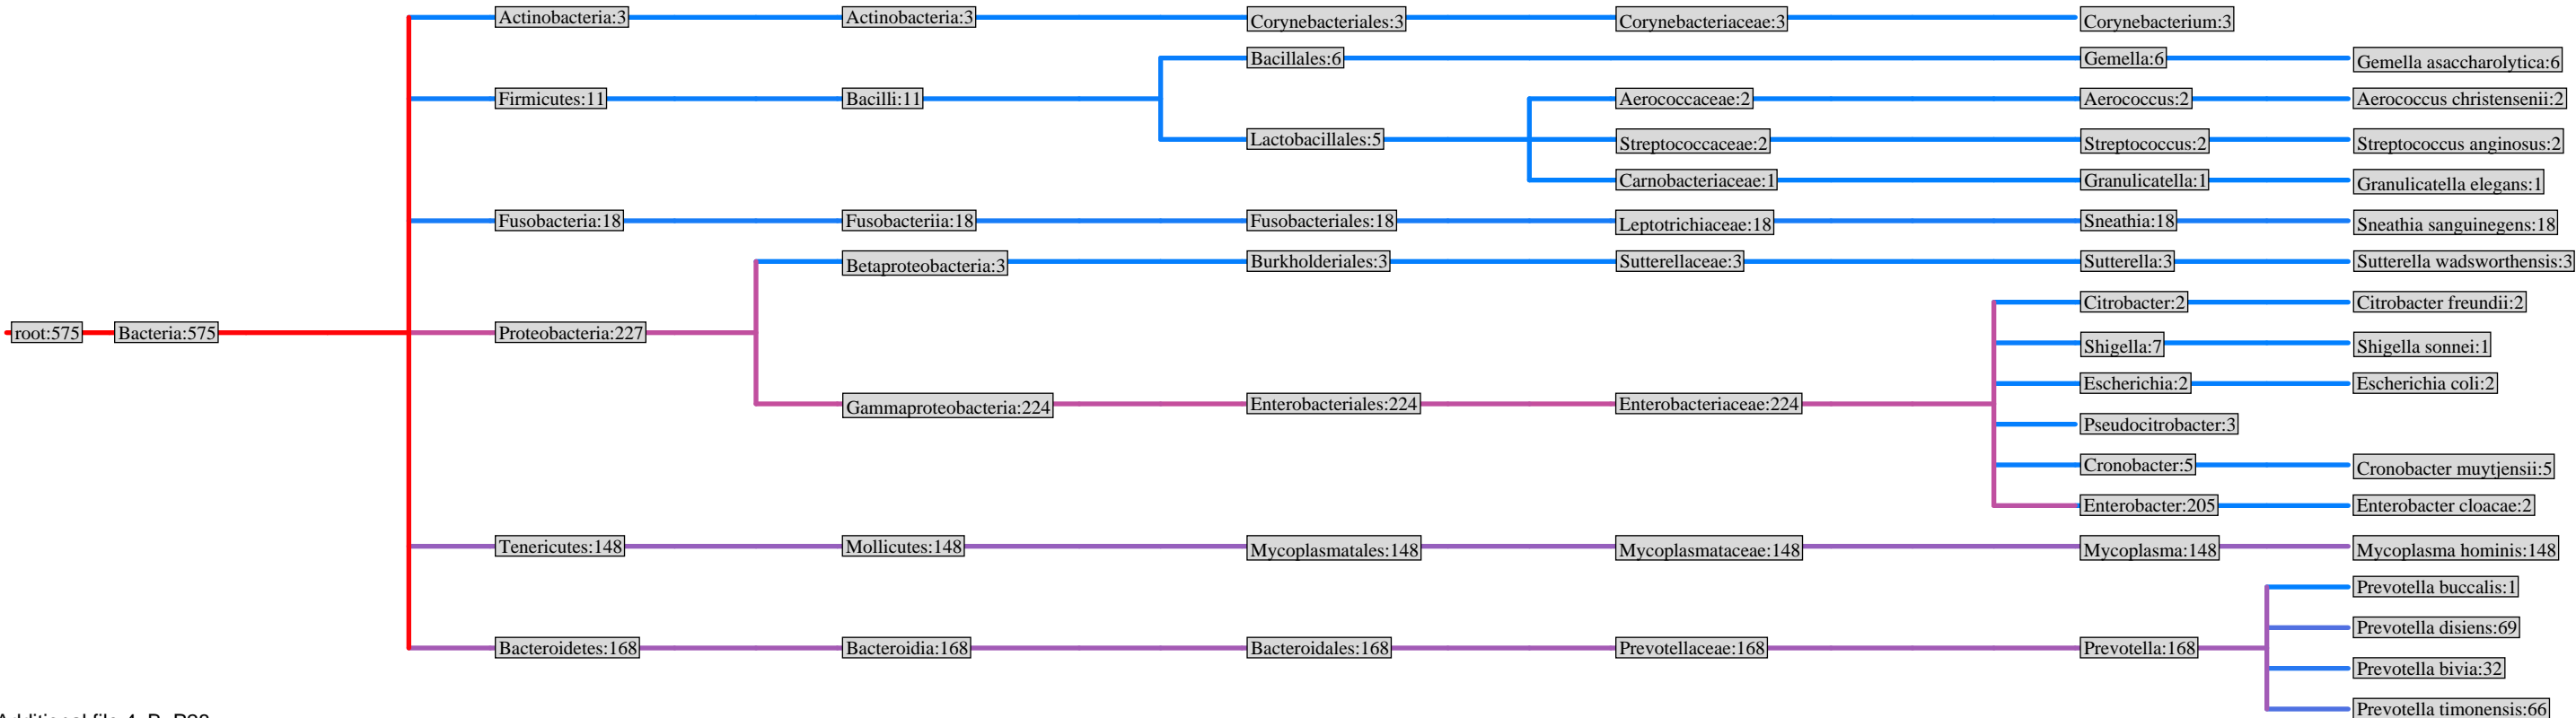 Actinobacteria:3 Actinobacteria:3 Corynebacteriales:3 Corynebacteriaceae:3 Corynebacterium:3
Bacillales:6 Gemella:6 Gemella asaccharolytica:6
Firmicutes:11 Bacilli:11 Aerococcaceae:2 Aerococcus:2 Aerococcus christensenii:2
Lactobacillales:5 Streptococcaceae:2 Streptococcus:2 Streptococcus anginosus:2
Carnobacteriaceae:1 Granulicatella:1 Granulicatella elegans:1
Fusobacteria:18 Fusobacteriia:18 Fusobacteriales:18 Leptotrichiaceae:18 Sneathia:18 Sneathia sanguinegens:18
Betaproteobacteria:3 Burkholderiales:3 Sutterellaceae:3 Sutterella:3 Sutterella wadsworthensis:3
Citrobacter:2 Citrobacter freundii:2
root:575 Bacteria:575 Proteobacteria:227 Shigella:7 Shigella sonnei:1
Escherichia:2 Escherichia coli:2
Gammaproteobacteria:224 Enterobacteriales:224 Enterobacteriaceae:224
Pseudocitrobacter:3
Cronobacter:5 Cronobacter muytjensii:5
Enterobacter:205 Enterobacter cloacae:2
Tenericutes:148 Mollicutes:148 Mycoplasmatales:148 Mycoplasmataceae:148 Mycoplasma:148 Mycoplasma hominis:148
Prevotella buccalis:1
Prevotella disiens:69
Bacteroidetes:168 Bacteroidia:168 Bacteroidales:168 Prevotellaceae:168 Prevotella:168
Prevotella bivia:32
Prevotella timonensis:66